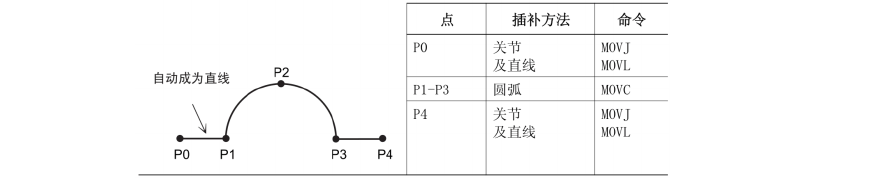 P2
自动成为直线
P0 P1 P3 P4
点 插补方法 命令
P0 关节 MOVJ
及直线 MOVL
P1-P3 圆弧 MOVC
P4 关节 MOVJ
及直线 MOVL